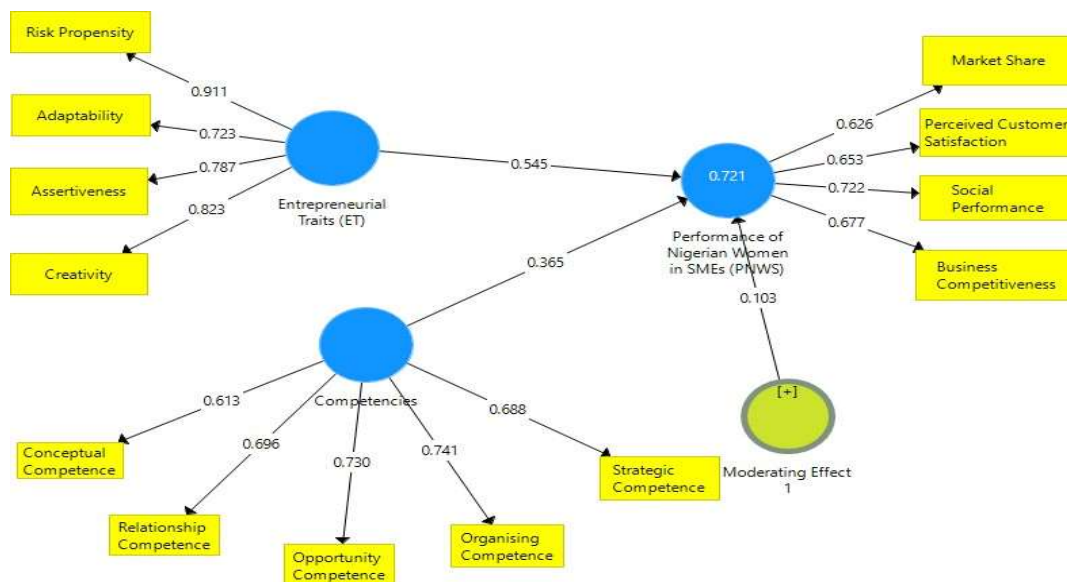 Risk Propensity
0.911
Adaptability
0.723
Assertiveness
0.787
0.823
Creativity
Entrepreneurial
Traits (ET)
0.545
0.721
Performance of
Nigerian Women
in SMEs (PNWS)
Market Share
0.626
Perceived Customer
Satisfaction
0.653
Social
Performance
0.722
0.677
Business
Competitiveness
0.365
0.103
[+]
Moderating Effect
1
Competencies
0.613
Conceptual
Competence
0.696
Relationship
Competence
0.730
Opportunity
Competence
0.741
Organising
Competence
0.688
Strategic
Competence